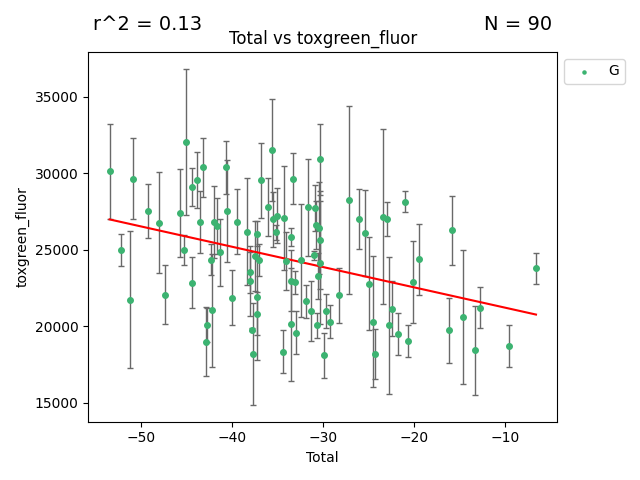 r^2 = 0.13
N = 90
Total vs toxgreen_fluor
G
35000
30000
25000
20000
15000
toxgreen_fluor
−50
−40
−30
−20
−10
Total